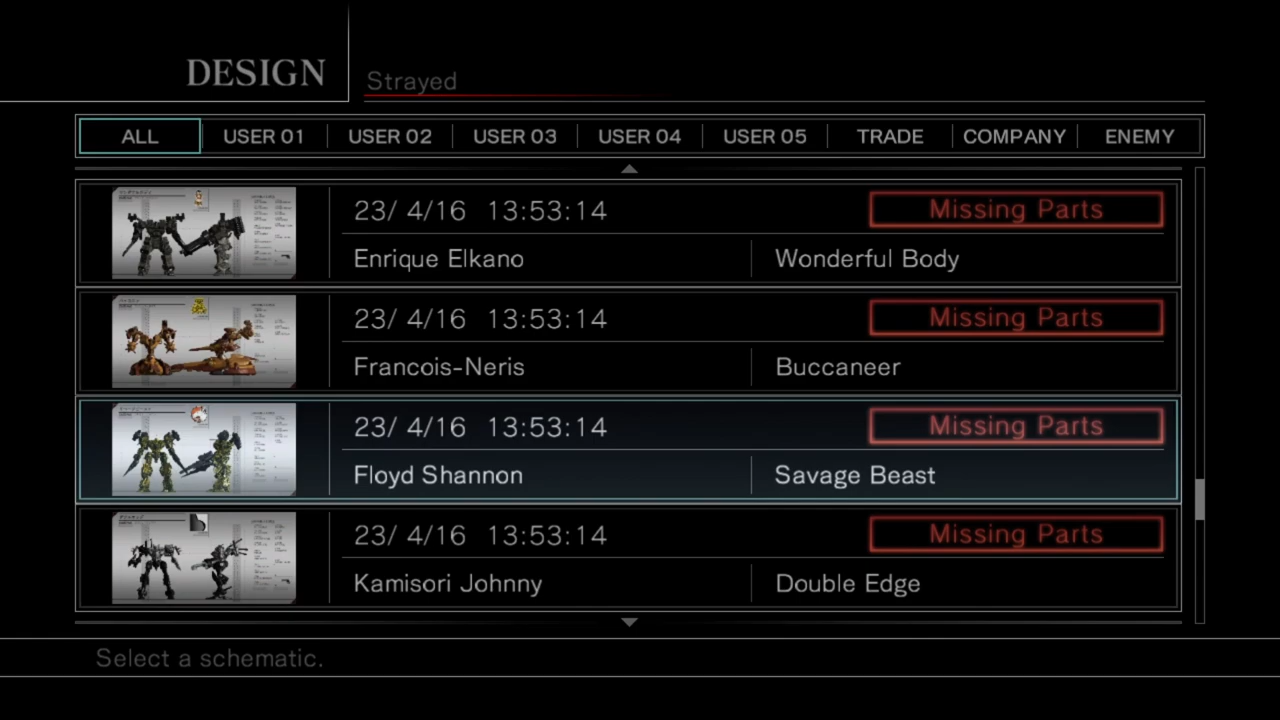 DESIGN
Strayed
ALL USER 01 USER 02 USER 03 USER 04 USER 05 TRADE COMPANY ENEMY
23/ 4/16 13:53:14 Missing Parts
Enrique Elkano Wonderful Body
23/ 4/16 13:53:14 Missing Parts
Francois-Neris Buccaneer
23/ 4/16 13:53:14 Missing Parts
Floyd Shannon Savage Beast
23/ 4/16 13:53:14 Missing Parts
Kamisori Johnny Double Edge
Select a schematic.